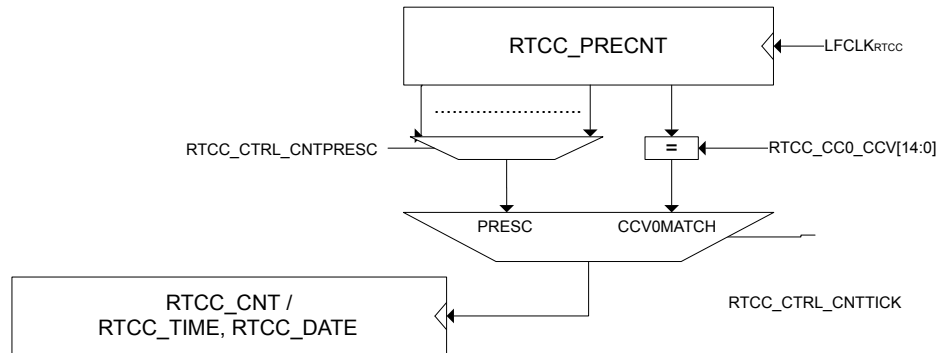 RTCC_PRECNT
LFCLKRTCC
RTCC_CTRL_CNTPRESC
=
RTCC_CC0_CCV[14:0]
PRESC
CCV0MATCH
RTCC_CNT /
RTCC_TIME, RTCC_DATE
RTCC_CTRL_CNTTICK